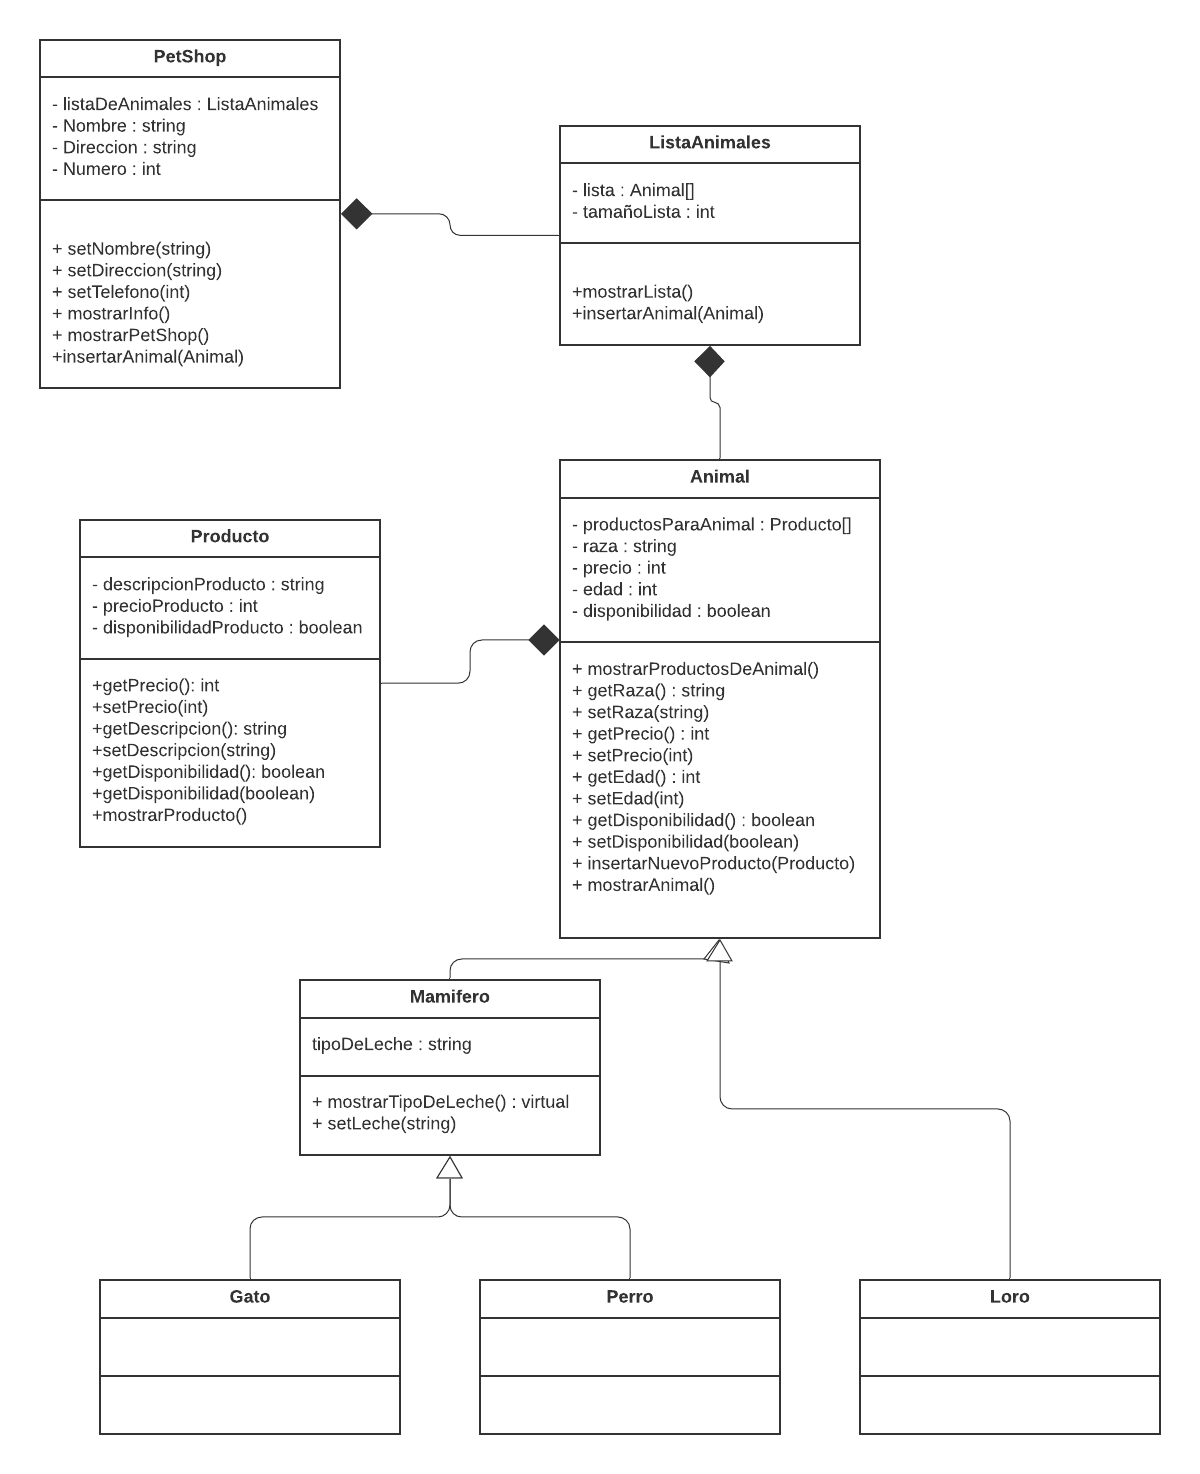 PetShop
- listaDeAnimales : ListaAnimales
- Nombre : string
- Direccion : string
- Numero : int
+ setNombre(string)
+ setDireccion(string)
+ setTelefono(int)
+ mostrarInfo()
+ mostrarPetShop()
+insertarAnimal(Animal)
ListaAnimales
- lista : Animal[]
- tamañoLista : int
+mostrarLista()
+insertarAnimal(Animal)
Animal
- productosParaAnimal : Producto[]
- raza : string
- precio : int
- edad : int
- disponibilidad : boolean
+ mostrarProductosDeAnimal()
+ getRaza() : string
+ setRaza(string)
+ getPrecio() : int
+ setPrecio(int)
+ getEdad() : int
+ setEdad(int)
+ getDisponibilidad() : boolean
+ setDisponibilidad(boolean)
+ insertarNuevoProducto(Producto)
+ mostrarAnimal()
Producto
- descripcionProducto : string
- precioProducto : int
- disponibilidadProducto : boolean
+getPrecio(): int
+setPrecio(int)
+getDescripcion(): string
+setDescripcion(string)
+getDisponibilidad(): boolean
+getDisponibilidad(boolean)
+mostrarProducto()
Mamifero
tipoDeLeche : string
+ mostrarTipoDeLeche() : virtual
+ setLeche(string)
Gato
Perro
Loro